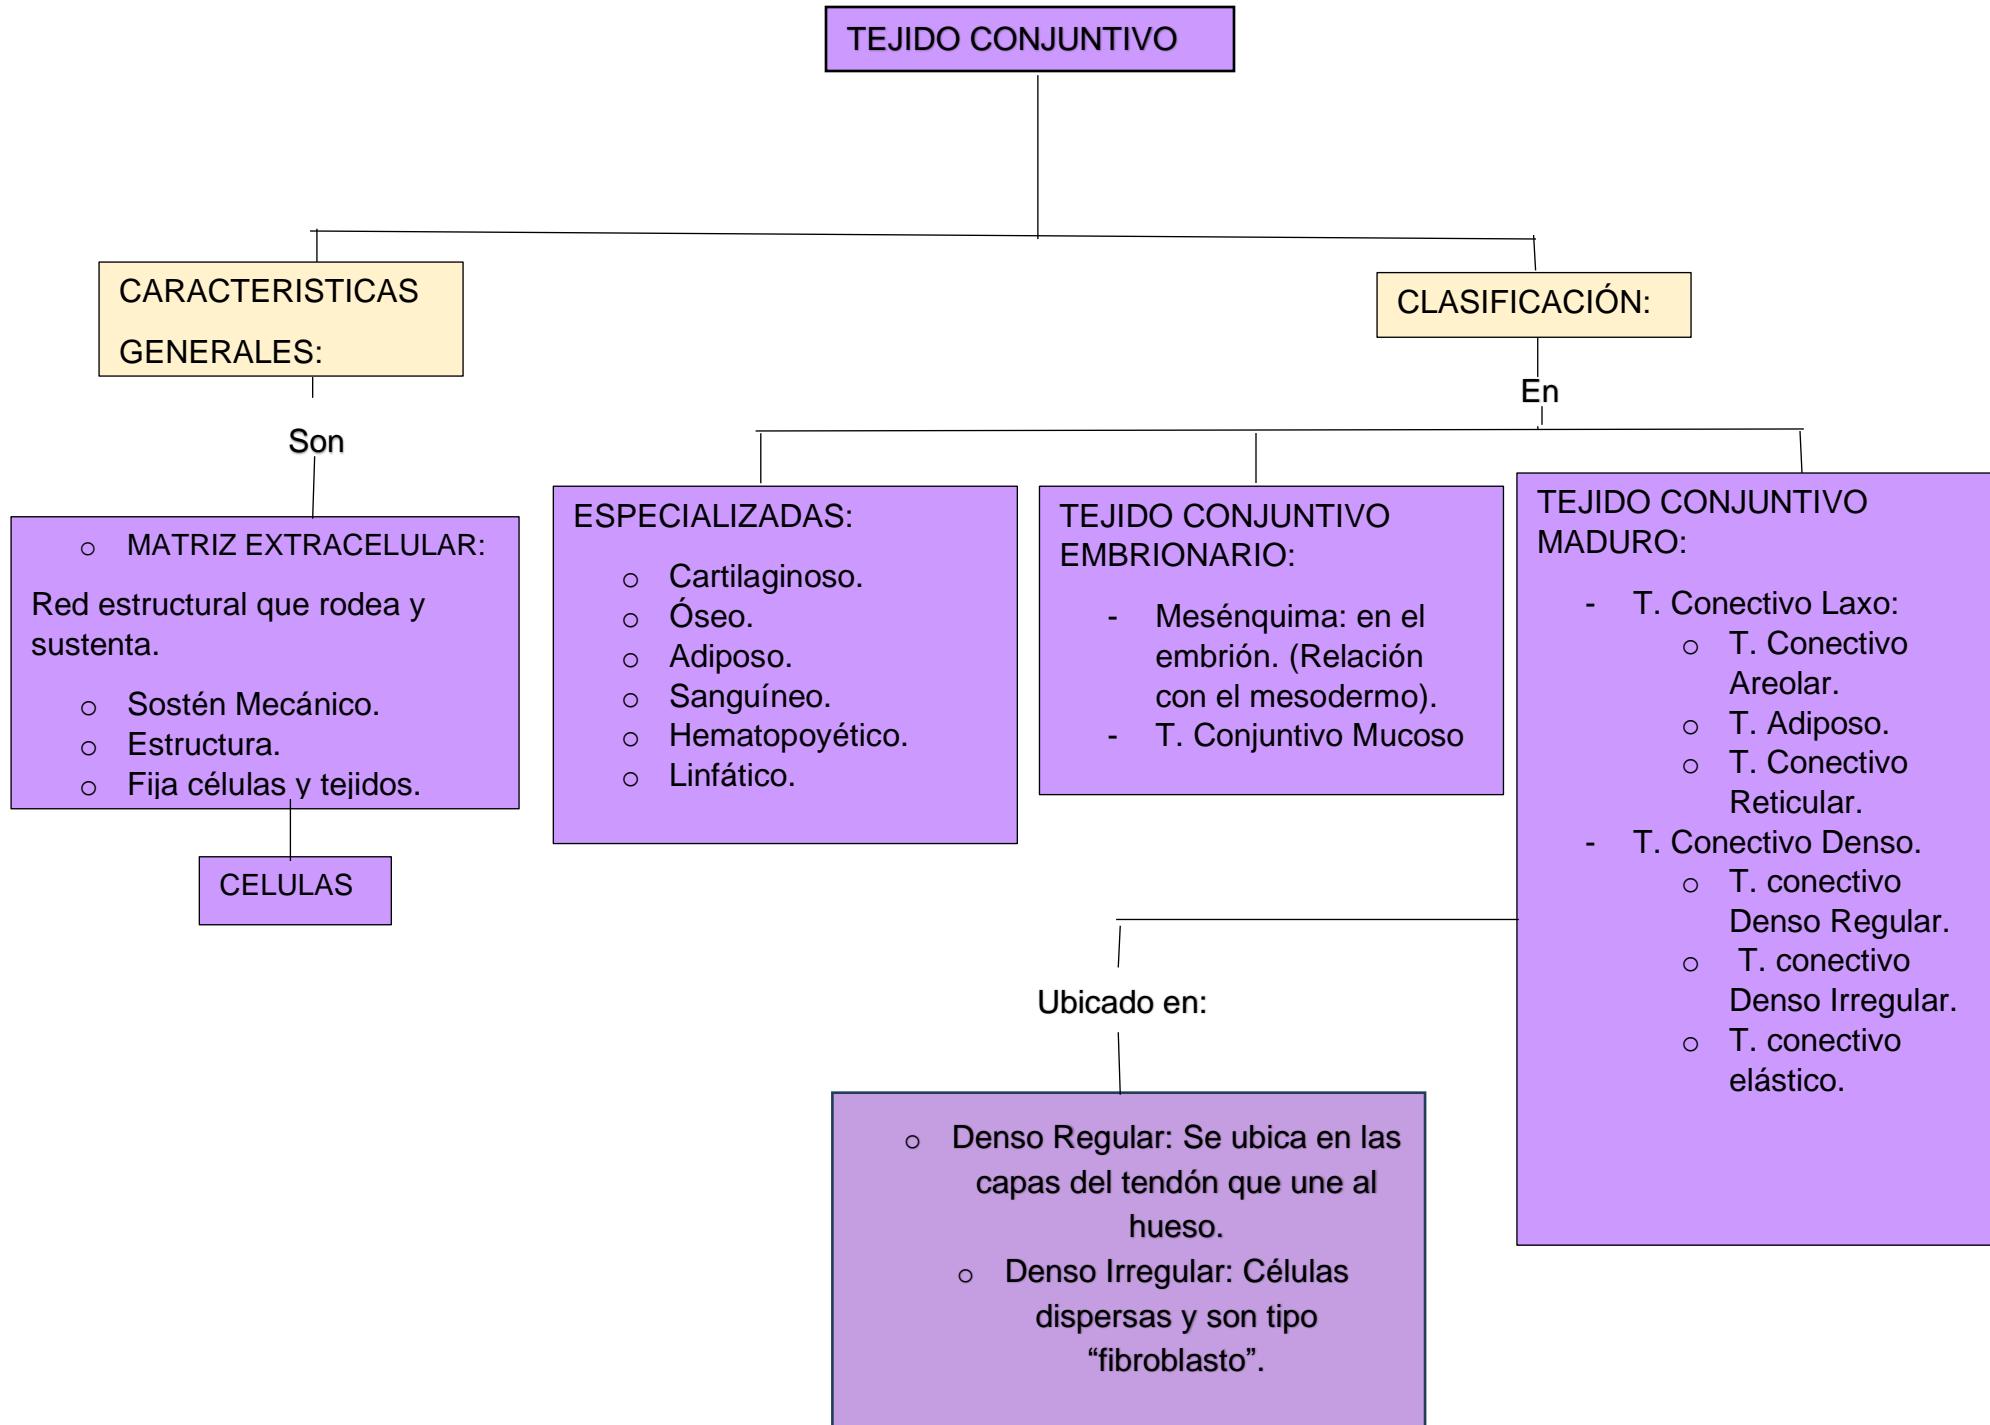 TEJIDO CONJUNTIVO
CARACTERISTICAS
GENERALES:
Son
○ MATRIZ EXTRACELULAR:
Red estructural que rodea y
sustenta.
○ Sostén Mecánico.
○ Estructura.
○ Fija células y tejidos.
CELULAS
CLASIFICACIÓN:
En
ESPECIALIZADAS:
○ Cartilaginoso.
○ Óseo.
○ Adiposo.
○ Sanguíneo.
○ Hematopoyético.
○ Linfático.
TEJIDO CONJUNTIVO
EMBRIONARIO:
- Mesénquima: en el
embrión. (Relación
con el mesodermo).
- T. Conjuntivo Mucoso
TEJIDO CONJUNTIVO
MADURO:
- T. Conectivo Laxo:
○ T. Conectivo
Areolar.
○ T. Adiposo.
○ T. Conectivo
Reticular.
- T. Conectivo Denso.
○ T. conectivo
Denso Regular.
○ T. conectivo
Denso Irregular.
○ T. conectivo
elástico.
Ubicado en:
○ Denso Regular: Se ubica en las
capas del tendón que une al
hueso.
○ Denso Irregular: Células
dispersas y son tipo
“fibroblasto”.